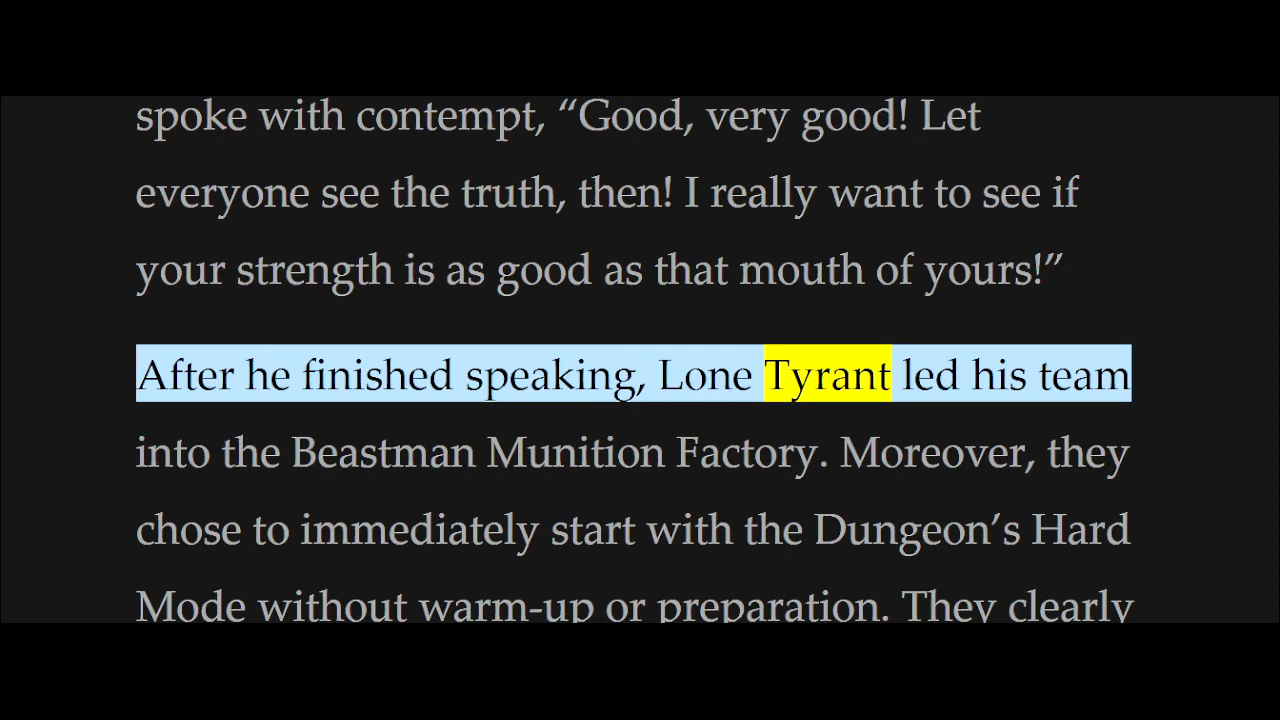 spoke with contempt, “Good, very good! Let
everyone see the truth, then! I really want to see if
your strength is as good as that mouth of yours!”
After he finished speaking, Lone Tyrant led his team
into the Beastman Munition Factory. Moreover, they
chose to immediately start with the Dungeon’s Hard
Mode without warm-up or preparation. They clearly